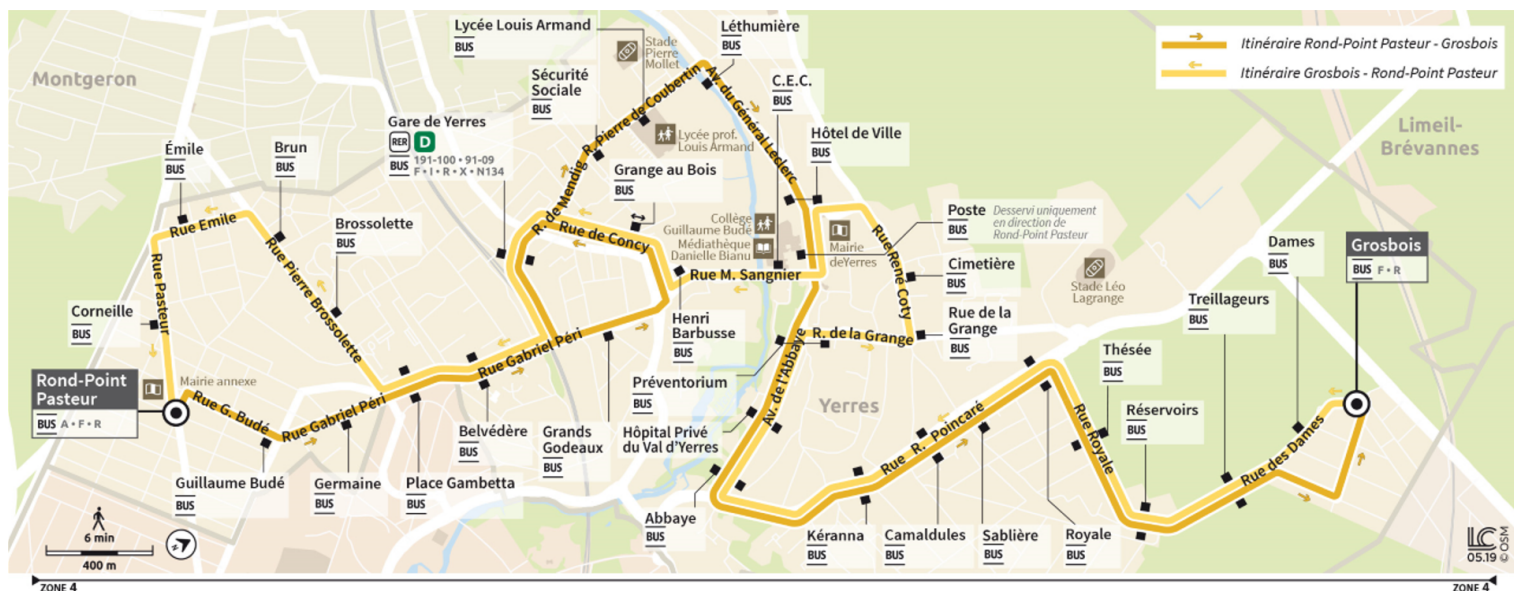 Lycée Louis Armand
BUS
Léthumière
BUS
Itinéraire Rond-Point Pasteur - Grosbois
Itinéraire Grosbois - Rond-Point Pasteur
Montgeron
Stade
Pierre
Mollet
Sécurité
Sociale
BUS
C.E.C.
BUS
Gare de Yerres
RER D
BUS 191-100 • 91-09
F • I • R • X • N134
R. Pierre de Coubertin
Av. du Général Leclerc
Lycée prof.
Louis Armand
Hôtel de Ville
BUS
Limeil-
Brévannes
Émile
BUS
Brun
BUS
Grange au Bois
BUS
R. de Mendig
Brossolette
BUS
Rue Emile
Rue de Concy
Collège
Guillaume Budé
Médiathèque
Danielle Bianu
Mairie
deYerres
Poste
BUS
Desservi uniquement
en direction de
Rond-Point Pasteur
Rue René Coty
Dames
BUS
Grosbois
BUS F • R
Rue Pasteur
Rue Pierre Brossolette
Rue M. Sangnier
Cimetière
BUS
Stade Léo
Lagrange
Treillageurs
BUS
Corneille
BUS
Henri
Barbusse
BUS
Rue de la
Grange
BUS
R. de la Grange
Rue Gabriel Péri
Thésée
BUS
Rond-Point
Pasteur
BUS A • F • R
Mairie annexe
Rue G. Budé
Rue Gabriel Péri
Préventorium
BUS
Av. de l'Abbaye
Yerres
Rue R. Poincaré
Rue Royale
Réservoirs
BUS
Rue des Dames
Belvédère
BUS
Grands
Godeaux
BUS
Hôpital Privé
du Val d'Yerres
Guillaume Budé
BUS
Germaine
BUS
Place Gambetta
BUS
Abbaye
BUS
Kéranna
BUS
Camaldules
BUS
Sablière
BUS
Royale
BUS
6 min
400 m
Z
LC
05.19 © OSM
ZONE 4
ZONE 4